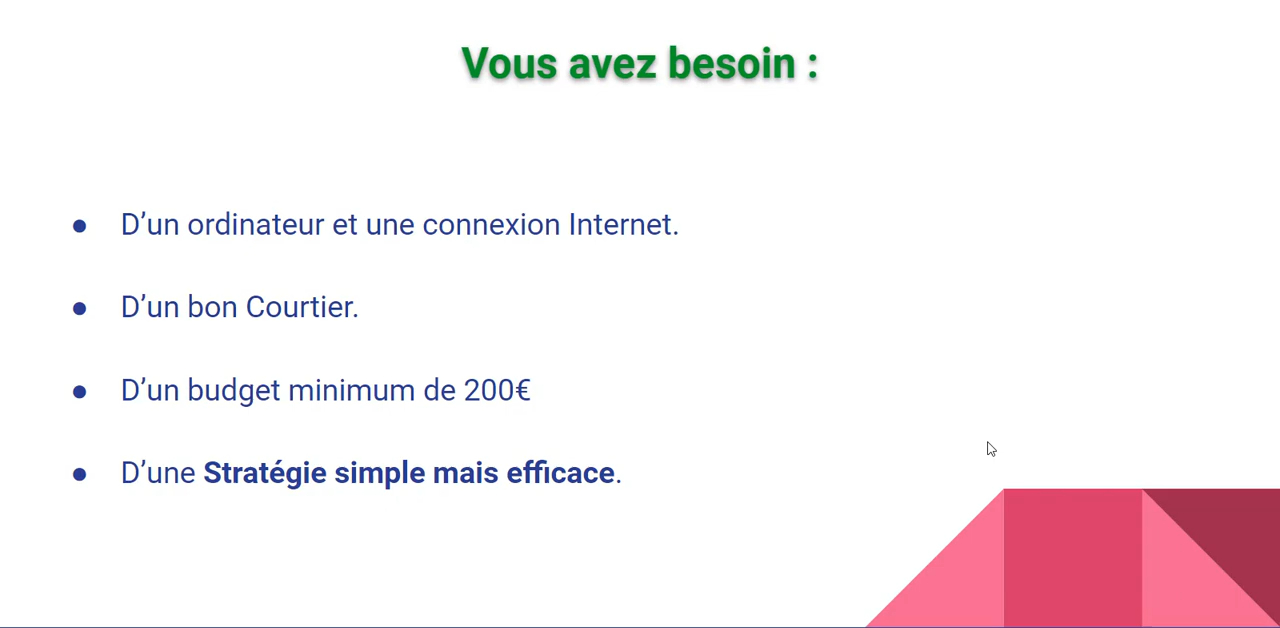 Vous avez besoin :
● D’un ordinateur et une connexion Internet.
● D’un bon Courtier.
● D’un budget minimum de 200€
● D’une Stratégie simple mais efficace.